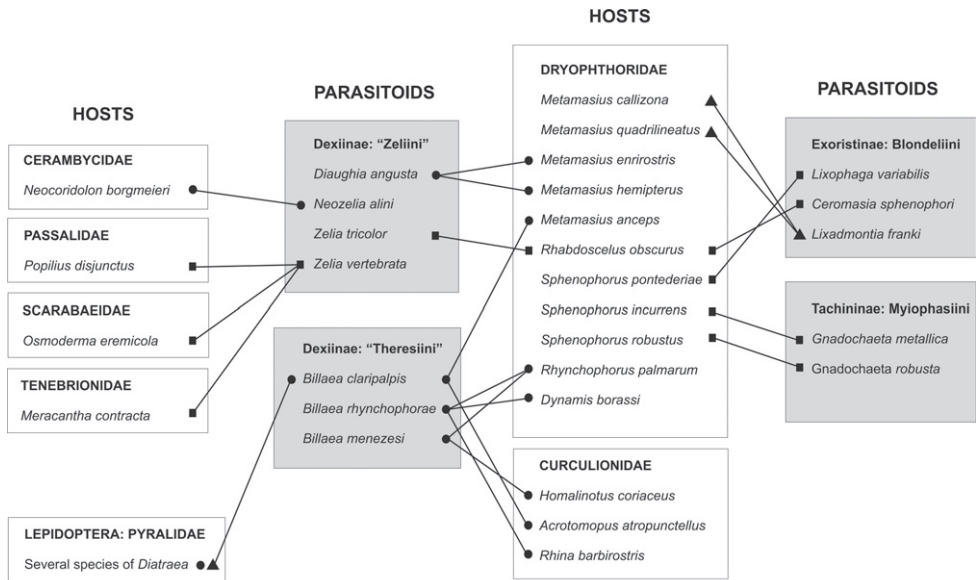 HOSTS
CERAMBYCIDAE
Neocoridolon borgmeieri
PASSALIDAE
Popilius disjunctus
SCARABAEIDAE
Osmoderma eremicola
TENEBRIONIDAE
Meracantha contracta
LEPIDOPTERA: PYRALIDAE
Several species of Diatraea
PARASITOIDS
Dexiinae: “Zeliini”
Diaughia angusta
Neozelia alini
Zelia tricolor
Zelia vertebrata
Dexiinae: “Theresiini”
Billaea claripalpis
Billaea rhynchophorae
Billaea menezesi
HOSTS
DRYOPHTHORIDAE
Metamasius callizona
Metamasius quadrilineatus
Metamasius enrirostris
Metamasius hemipterus
Metamasius anceps
Rhabdoscelus obscurus
Sphenophorus pontederiae
Sphenophorus incurrens
Sphenophorus robustus
Rhynchophorus palmarum
Dynamis borassi
CURCULIONIDAE
Homalinotus coriaceus
Acrotomopus atropunctellus
Rhina barbirostris
PARASITOIDS
Exoristinae: Blondeliini
Lixophaga variabilis
Ceromasia sphenophori
Lixadmontia franki
Tachininae: Myiophasiini
Gnadochaeta metallica
Gnadochaeta robusta